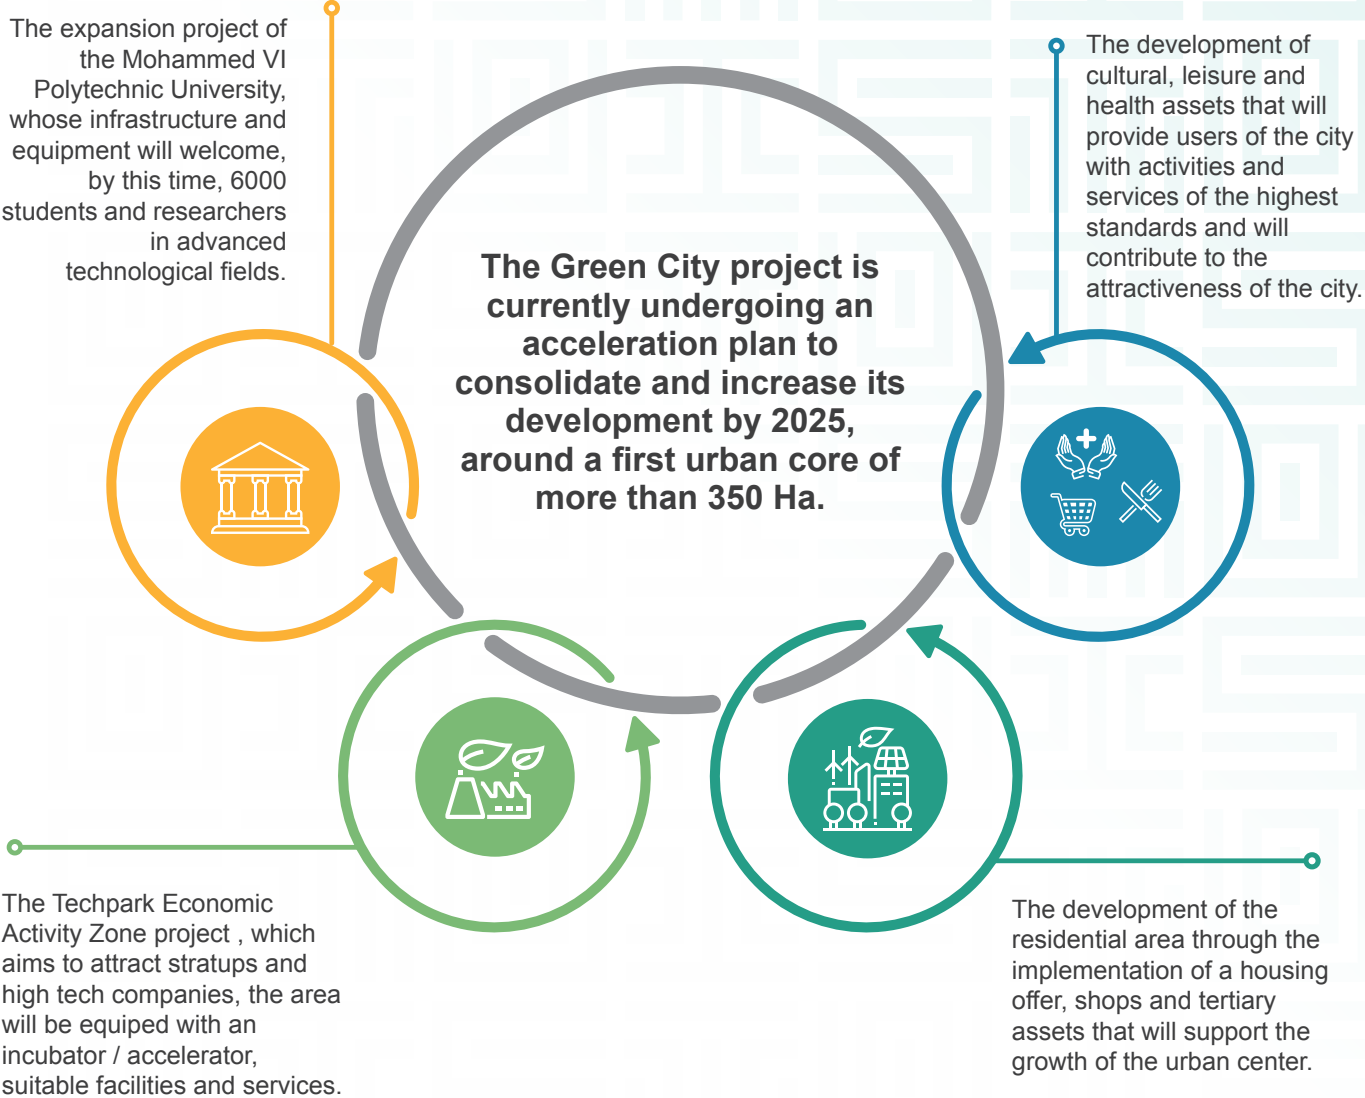 The expansion project of
the Mohammed VI
Polytechnic University,
whose infrastructure and
equipment will welcome,
by this time, 6000
students and researchers
in advanced
technological fields.
The development of
cultural, leisure and
health assets that will
provide users of the city
with activities and
services of the highest
standards and will
contribute to the
attractiveness of the city.
The Green City project is
currently undergoing an
acceleration plan to
consolidate and increase its
development by 2025,
around a first urban core of
more than 350 Ha.
The Techpark Economic
Activity Zone project , which
aims to attract stratups and
high tech companies, the area
will be equiped with an
incubator / accelerator,
suitable facilities and services.
The development of the
residential area through the
implementation of a housing
offer, shops and tertiary
assets that will support the
growth of the urban center.